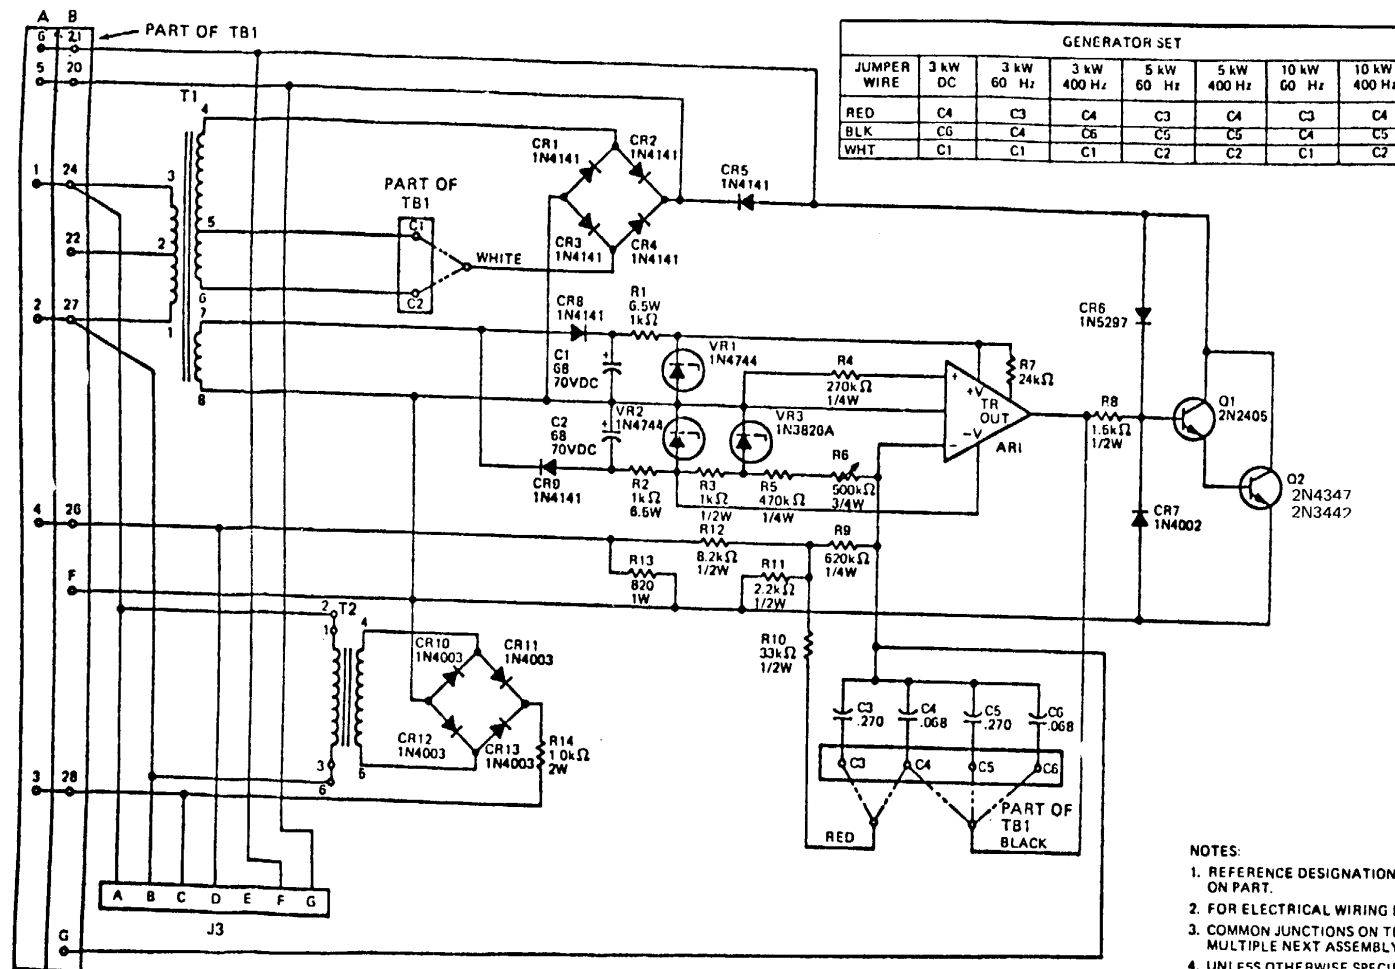 A B
PART OF TB1
6 21
5 20
T1
4
3
1 24
5
22
2
6
2 27
1
7
8
4 26
F
3 28
G
GENERATOR SET
JUMPER WIRE 3 kW DC 3 kW 60 Hz 3 kW 400 Hz 5 kW 60 Hz 5 kW 400 Hz 10 kW 60 Hz 10 kW 400 Hz
RED C4 C3 C4 C3 C4 C3 C4
BLK C6 C4 C6 C5 C5 C4 C5
WHT C1 C1 C1 C2 C2 C1 C2
CR1
1N4141
CR2
1N4141
CR3
1N4141
CR4
1N4141
CR5
1N4141
PART OF
TB1
C1
C2
WHITE
CR8
1N4141
R1
6.5W
1kΩ
C1
68
70VDC
VR1
1N4744
VR2
1N4744
C2
68
70VDC
VR3
1N3826A
R4
270kΩ
1/4W
R7
24kΩ
+
+V
TR
OUT
-V
-
AR1
CR6
1N5297
R8
1.6kΩ
1/2W
Q1
2N2405
Q2
2N4347
2N3442
CR7
1N4002
CR9
1N4141
R2
1kΩ
6.5W
R3
1kΩ
1/2W
R5
470kΩ
1/4W
R6
500kΩ
3/4W
R12
8.2kΩ
1/2W
R9
620kΩ
1/4W
R13
820
1W
R11
2.2kΩ
1/2W
R10
33kΩ
1/2W
2 T2
1
4
3
6
CR10
1N4003
CR11
1N4003
CR12
1N4003
CR13
1N4003
R14
1.0kΩ
2W
C3
.270
C4
.068
C5
.270
C6
.068
C3 C4 C5 C6
PART OF
TB1
RED
BLACK
A B C D E F G
J3
NOTES:
1. REFERENCE DESIGNATION
ON PART.
2. FOR ELECTRICAL WIRING
3. COMMON JUNCTIONS ON
MULTIPLE NEXT ASSEMBLY
4. UNLESS OTHERWISE